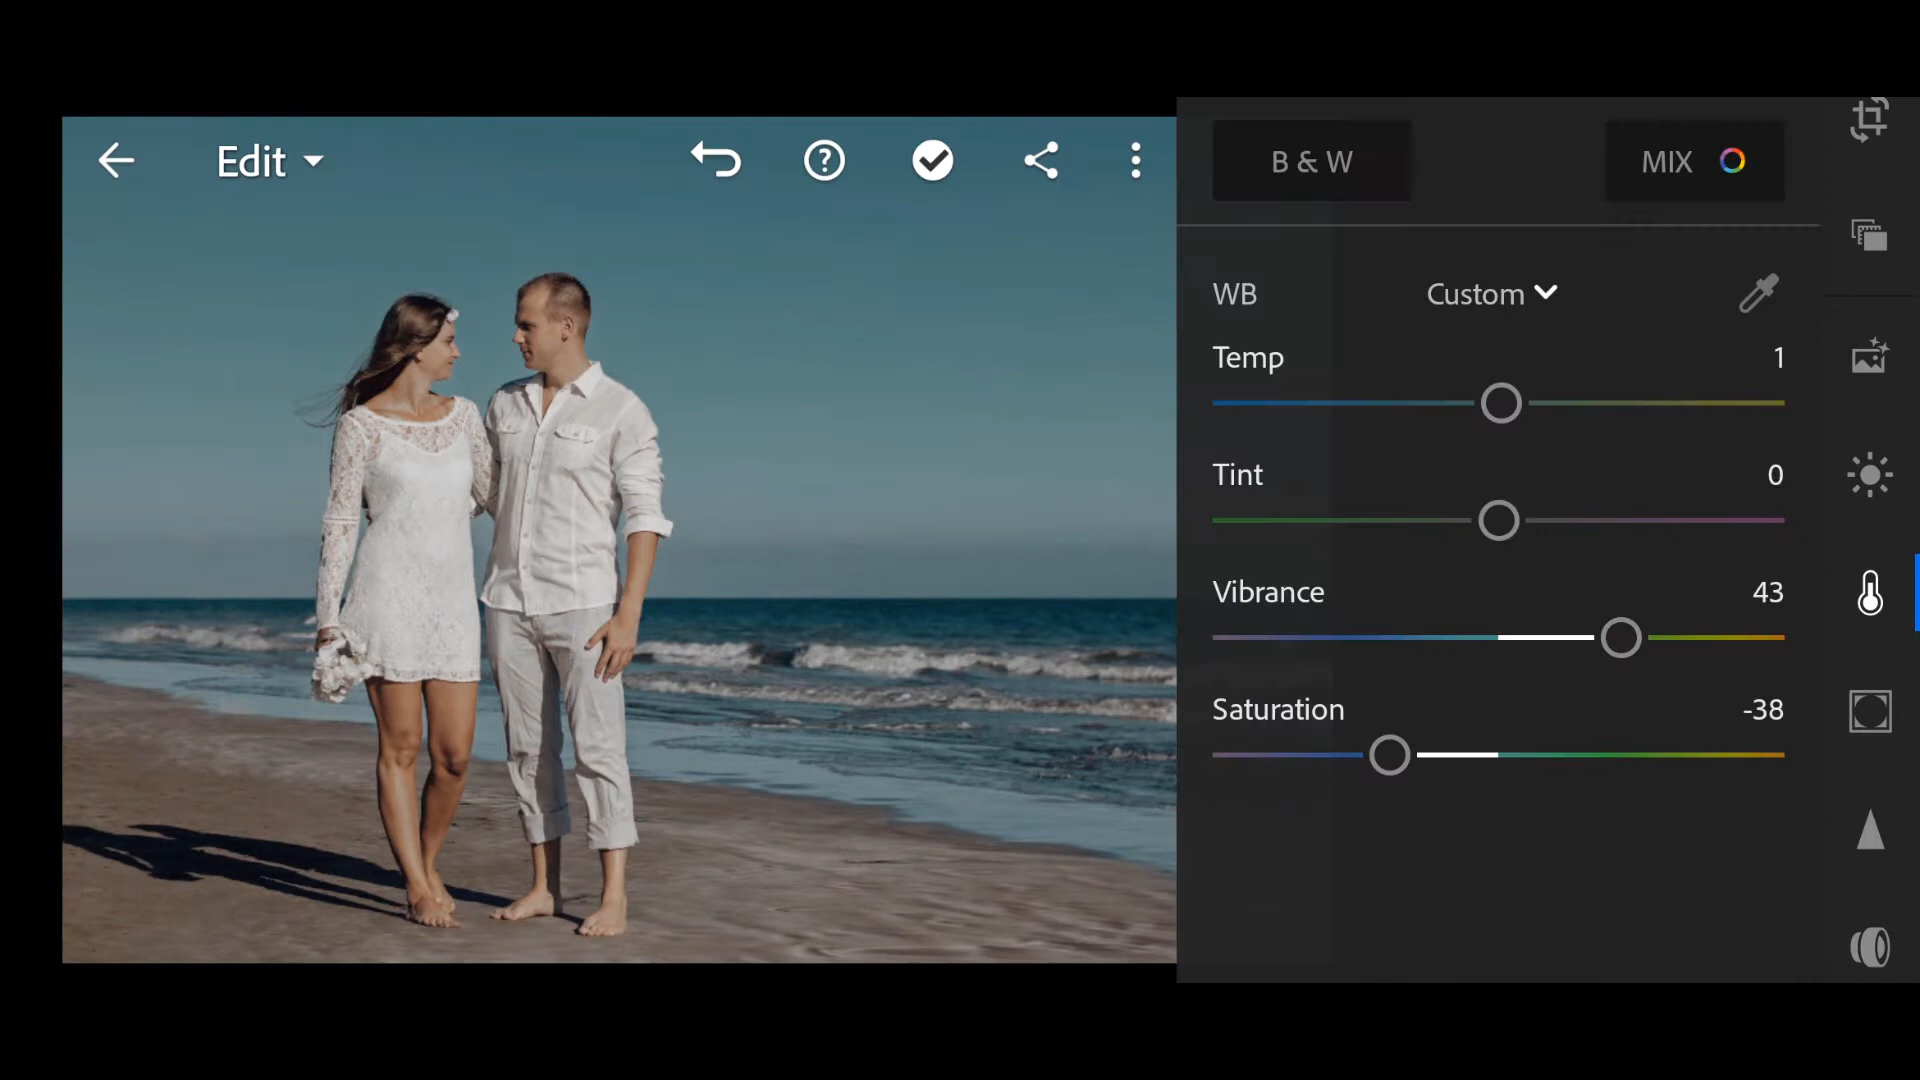 Edit
B & W
MIX
WB Custom
Temp 1
Tint 0
Vibrance 43
Saturation -38